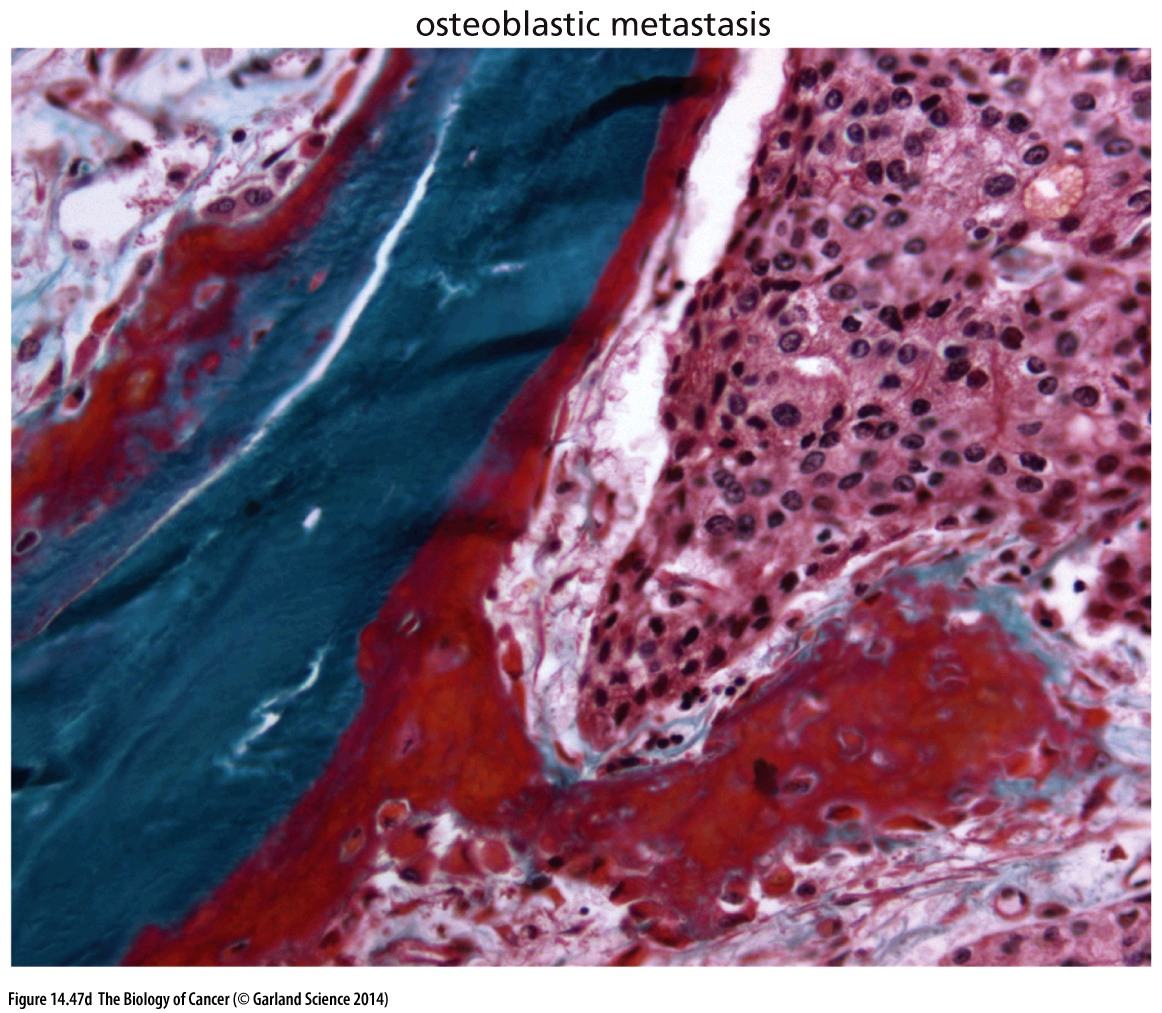 osteoblastic metastasis
Figure 14.47d The Biology of Cancer (© Garland Science 2014)